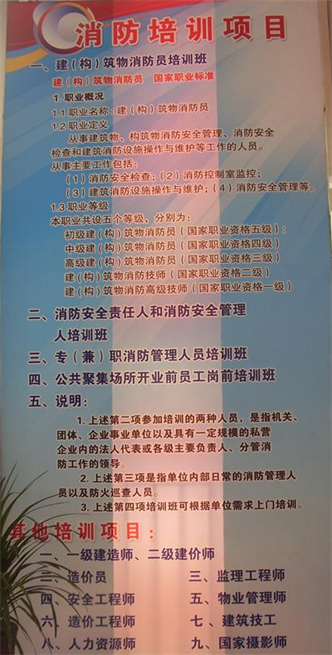 消防培训项目
一、建(构)筑物消防员培训班
建(构)筑物消防员 国家职业标准
1.职业概况
1.1职业名称:建(构)筑物消防员
1.2职业定义
从事建筑物、构筑物消防安全管理、消防安全
检查和建筑消防设施操作与维护等工作的人员。
从事主要工作包括:
(1)消防安全检查;(2)消防控制室监控;
(3)建筑消防设施操作与维护;(4)消防安全管理等。
1.3职业等级
本职业共设五个等级,分别为:
初级建(构)筑物消防员(国家职业资格五级);
中级建(构)筑物消防员(国家职业资格四级)
高级建(构)筑物消防员(国家职业资格三级)
建(构)筑物消防技师(国家职业资格二级)
建(构)筑物消防高级技师(国家职业资格一级)
二、消防安全责任人和消防安全管理
人培训班
三、专(兼)职消防管理人员培训班
四、公共聚集场所开业前员工岗前培训班
五、说明:
1.上述第二项参加培训的两种人员,是指机关、
团体、企业事业单位以及具有一定规模的私营
企业内的法人代表或各级主要负责人、分管消
防工作的领导。
2.上述第三项是指单位内部日常的消防管理人
员以及防火巡查人员。
3.上述第四项培训班可根据单位需求上门培训。
其他培训项目:
一、一级建造师、二级建价师
二、造价员 三、监理工程师
四、安全工程师 五、物业管理师
六、造价工程师 七、建筑技工
八、人力资源师 九、国家摄影师